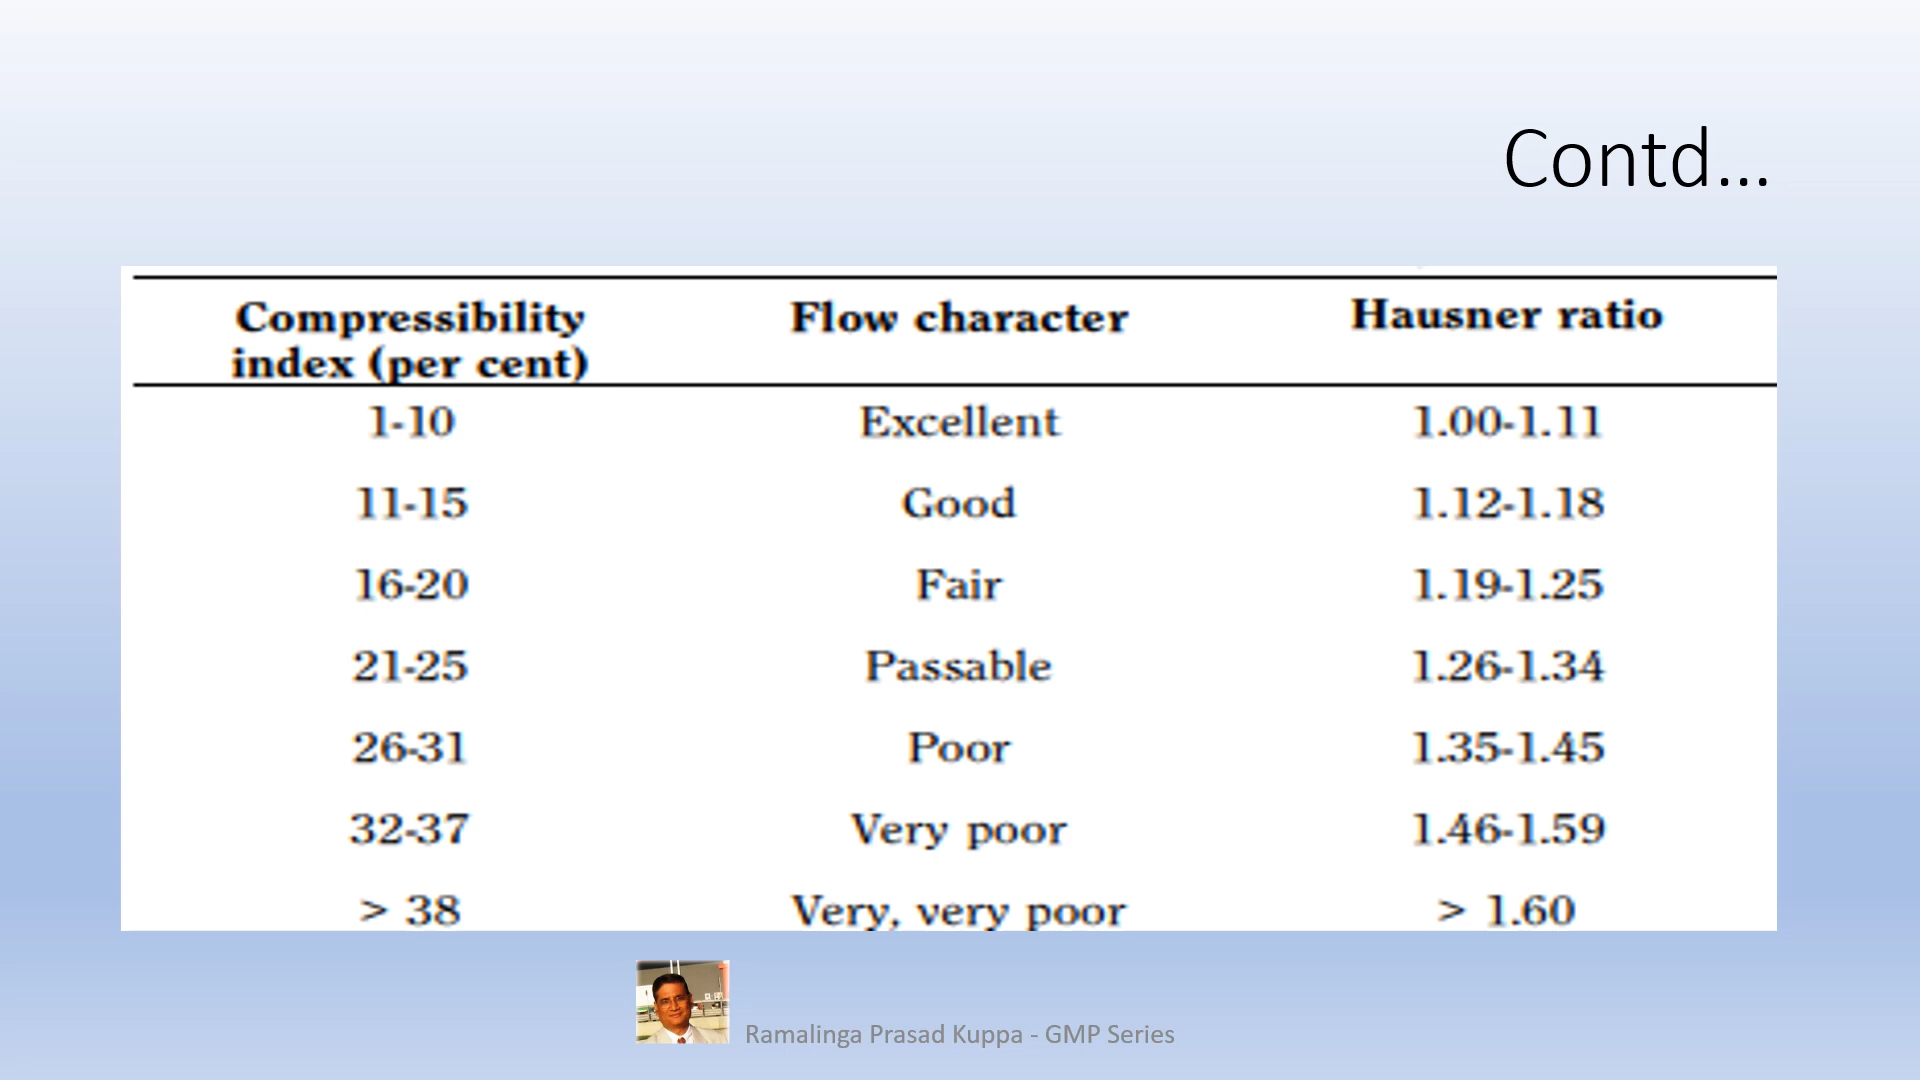 Contd...
Compressibility Flow character Hausner ratio
index (per cent)
1-10 Excellent 1.00-1.11
11-15 Good 1.12-1.18
16-20 Fair 1.19-1.25
21-25 Passable 1.26-1.34
26-31 Poor 1.35-1.45
32-37 Very poor 1.46-1.59
> 38 Very, very poor > 1.60
Ramalinga Prasad Kuppa - GMP Series